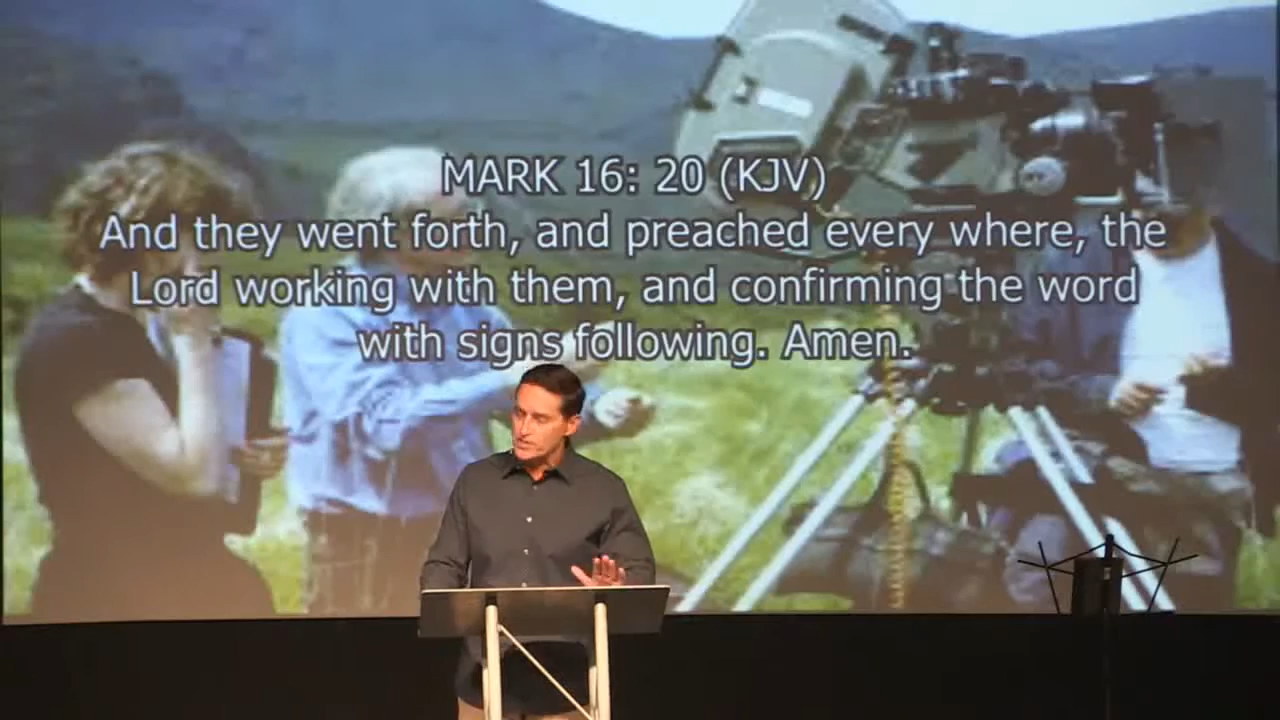 MARK 16: 20 (KJV)
And they went forth, and preached every where, the
Lord working with them, and confirming the word
with signs following. Amen.